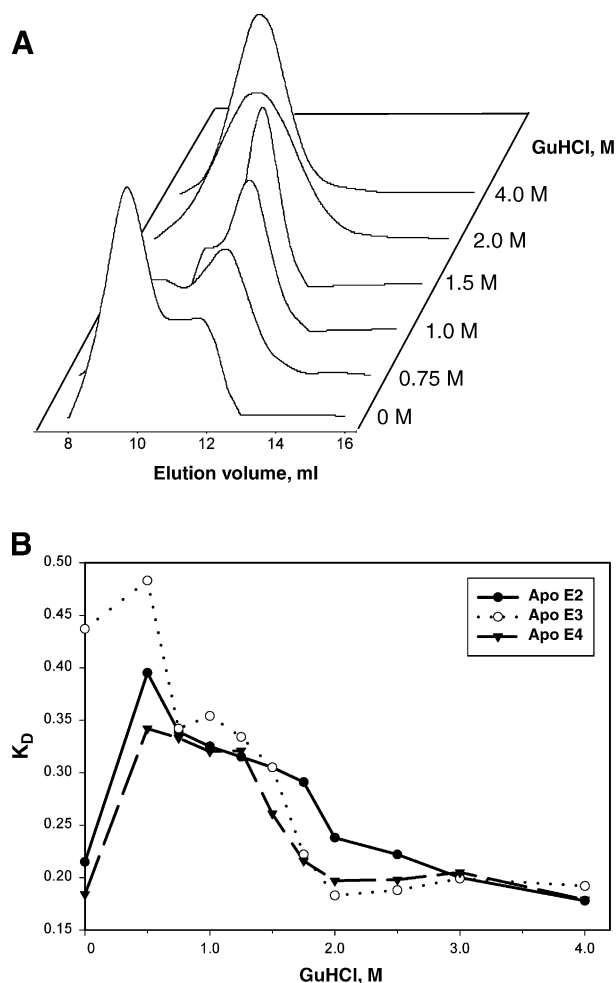 A
GuHCl, M
4.0 M
2.0 M
1.5 M
1.0 M
0.75 M
0 M
8 10 12 14 16
Elution volume, ml
B
0.50
0.45
0.40
0.35
0.30
0.25
0.20
0.15
KD
Apo E2
Apo E3
Apo E4
0 1.0 2.0 3.0 4.0
GuHCl, M